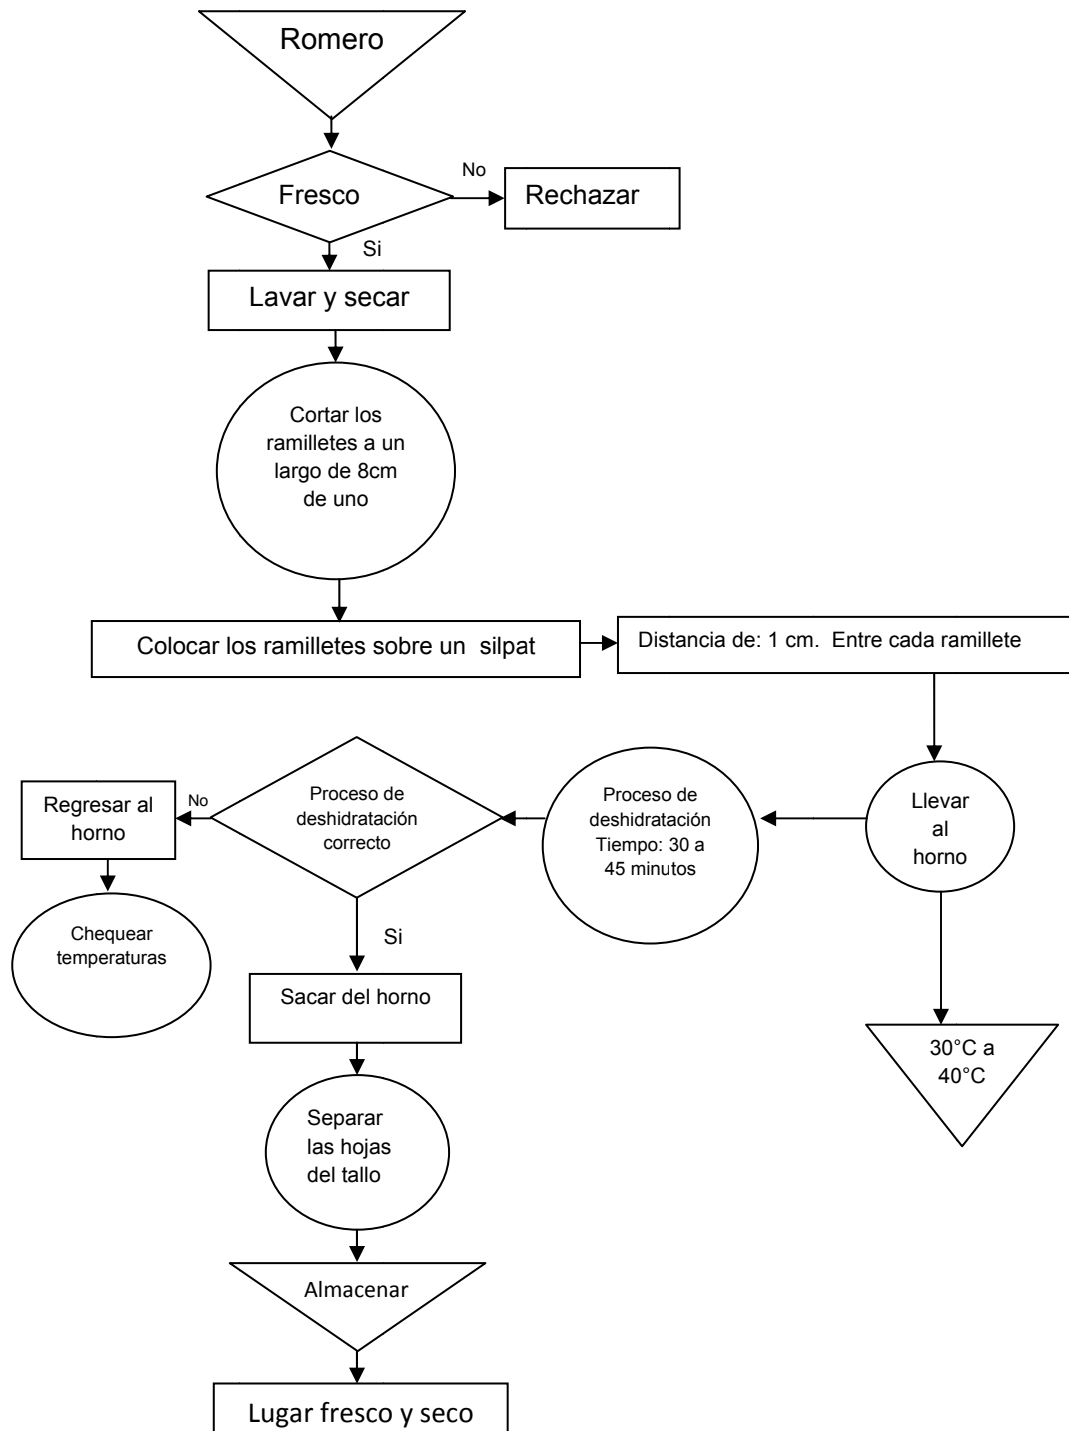 Romero
Fresco
No
Rechazar
Si
Lavar y secar
Cortar los
ramilletes a un
largo de 8cm
de uno
Colocar los ramilletes sobre un silpat
Distancia de: 1 cm. Entre cada ramillete
Llevar
al
horno
30°C a
40°C
Proceso de
deshidratación
Tiempo: 30 a
45 minutos
Proceso de
deshidratación
correcto
No
Regresar al
horno
Chequear
temperaturas
Si
Sacar del horno
Separar
las hojas
del tallo
Almacenar
Lugar fresco y seco